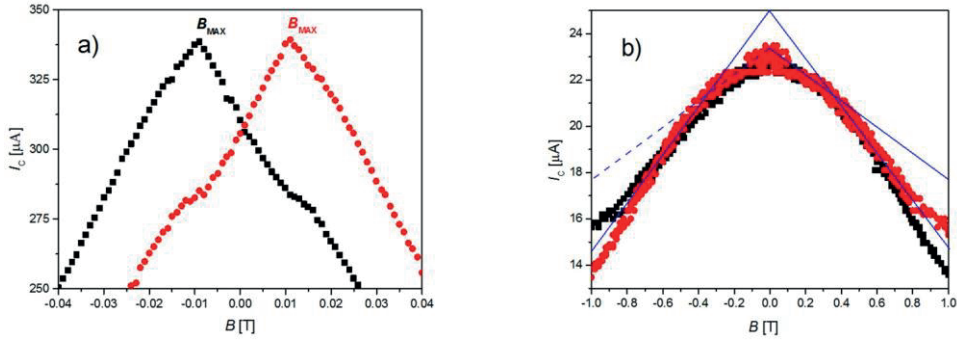 a)
B_MAX B_MAX
I_C [µA]
350
325
300
275
250
-0.04 -0.03 -0.02 -0.01 0.00 0.01 0.02 0.03 0.04
B [T]
b)
I_C [µA]
26
24
22
20
18
16
14
-1.0 -0.8 -0.6 -0.4 -0.2 0.0 0.2 0.4 0.6 0.8 1.0
B [T]